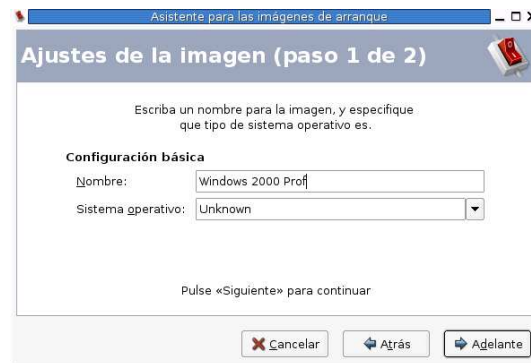 Asistente para las imágenes de arranque
Ajustes de la imagen (paso 1 de 2)
Escriba un nombre para la imagen, y especifique
que tipo de sistema operativo es.
Configuración básica
Nombre: Windows 2000 Prof
Sistema operativo: Unknown
Pulse «Siguiente» para continuar
Cancelar Atrás Adelante